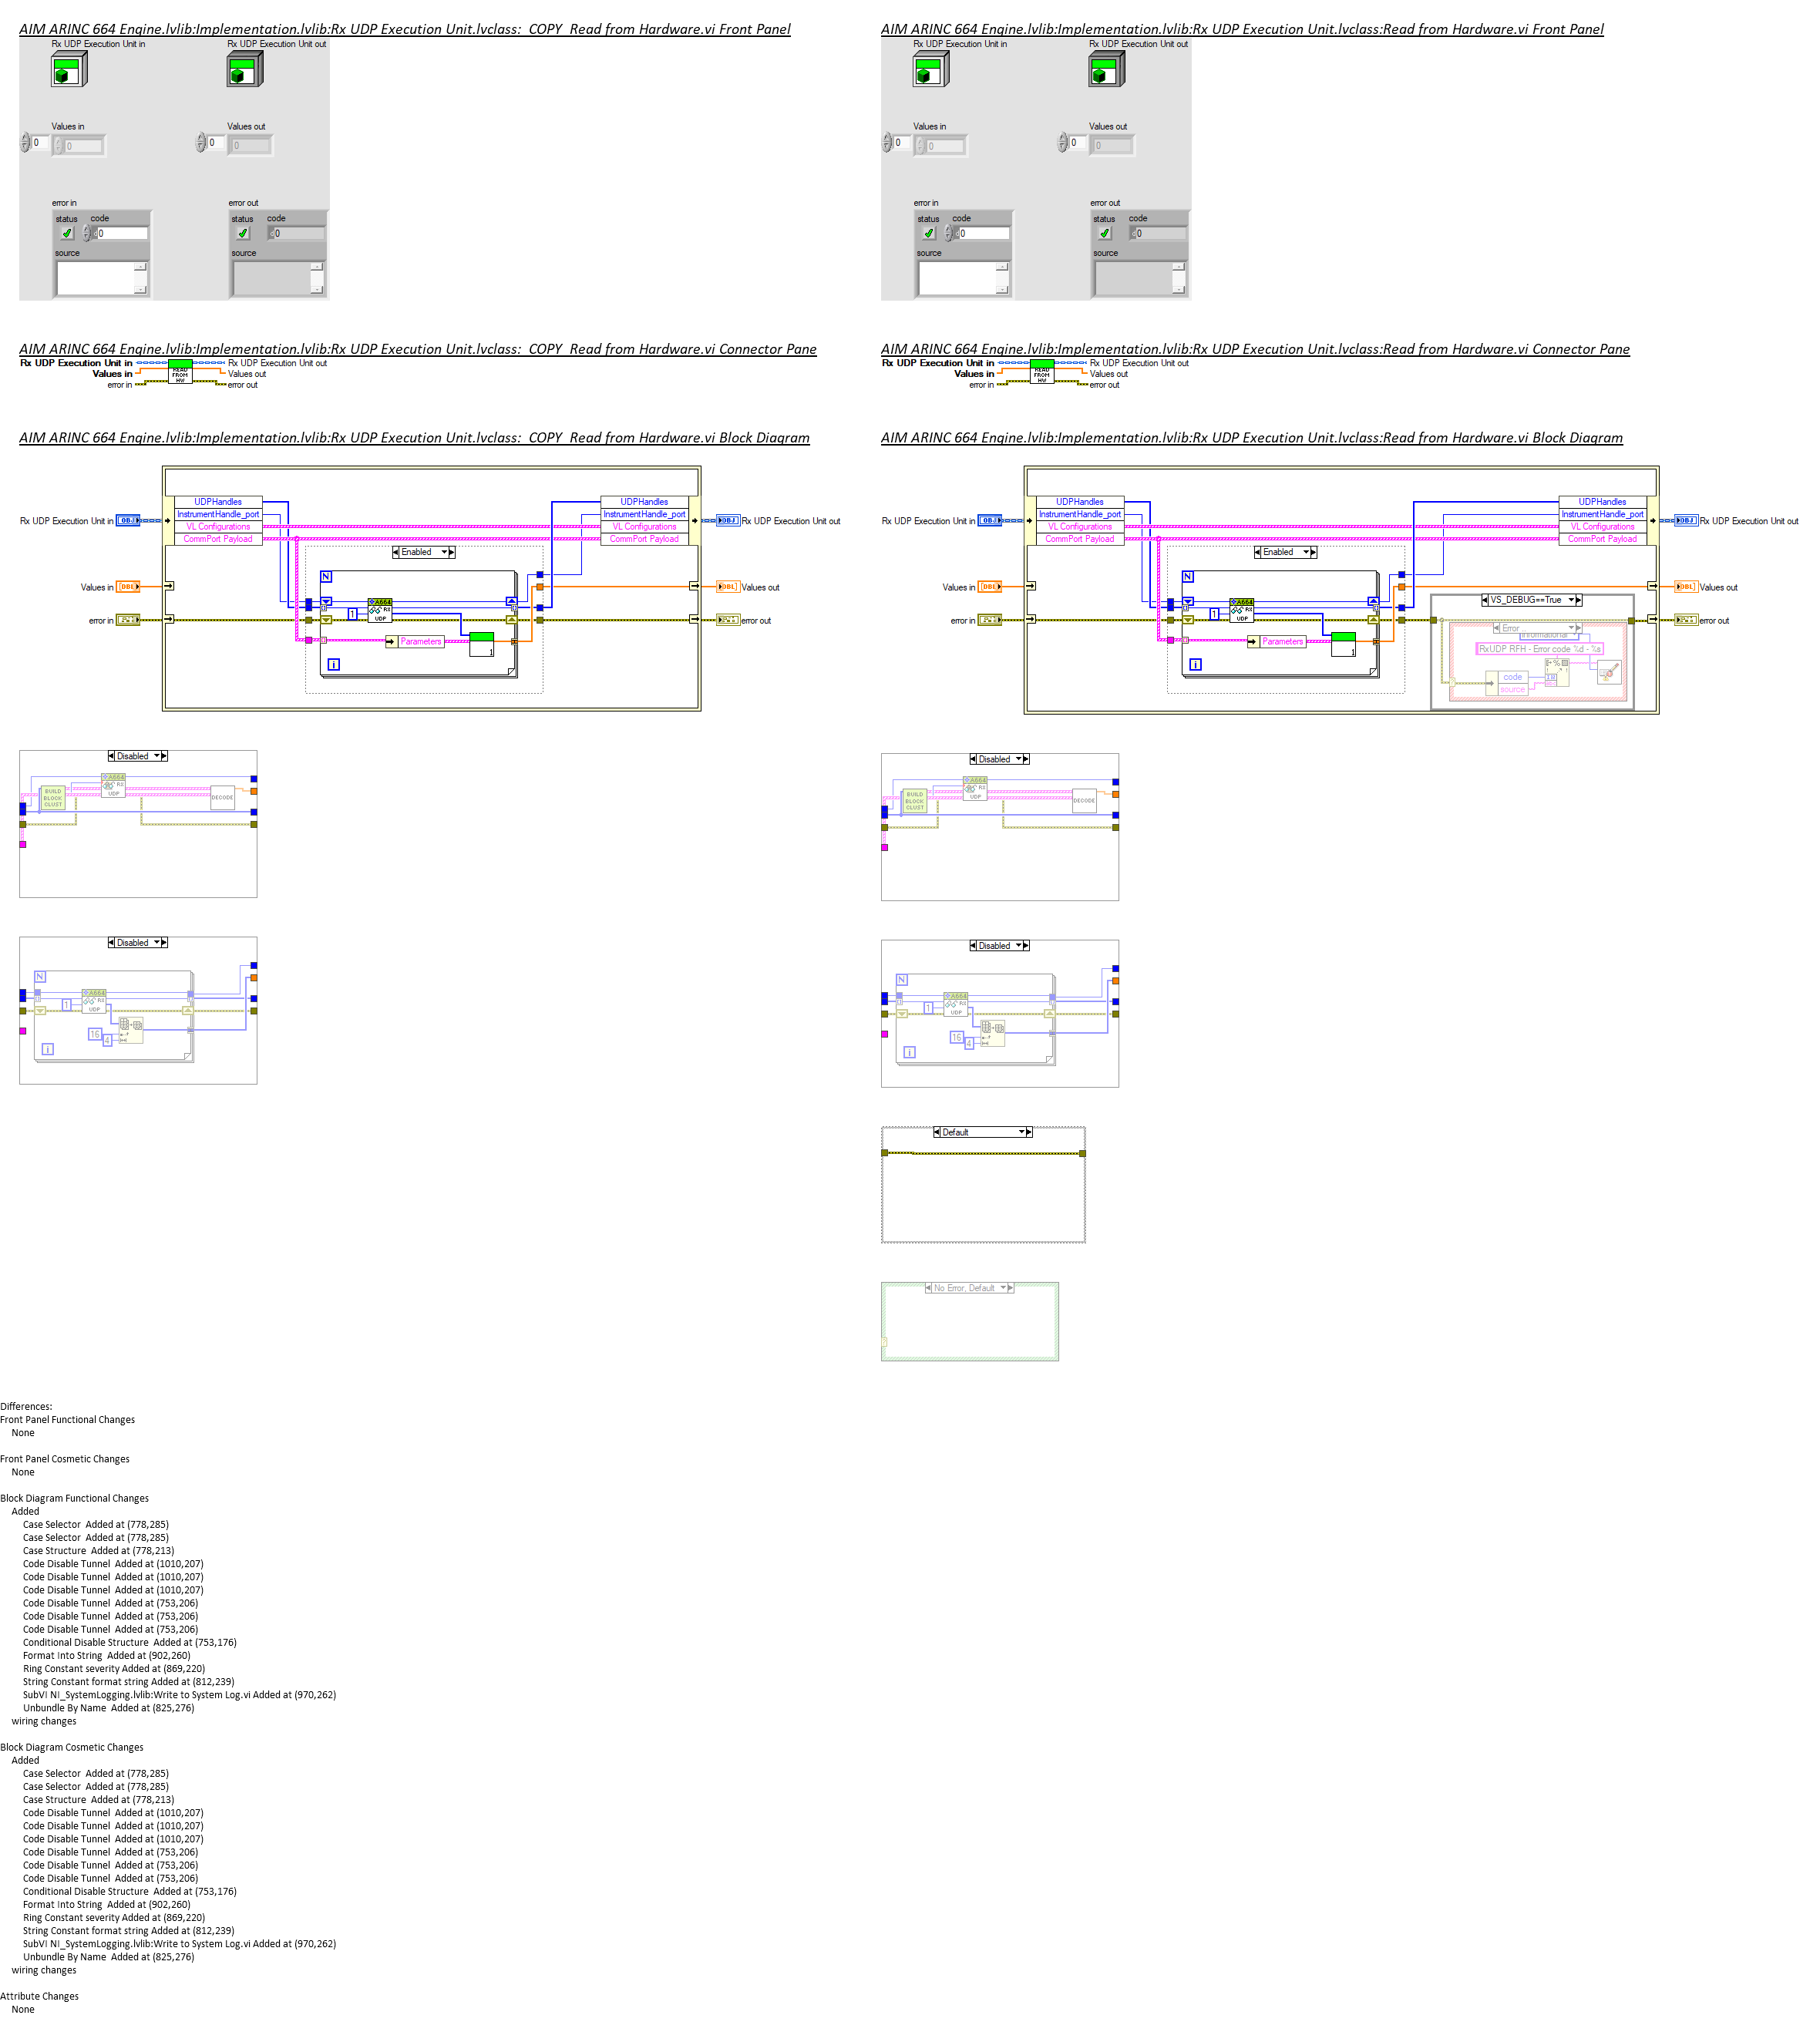 AIM ARINC 664 Engine.lvlib:Implementation.lvlib:Rx UDP Execution Unit.lvclass:  COPY  Read from Hardware.vi Front Panel
Rx UDP Execution Unit in
Rx UDP Execution Unit out
Values in
Values out
0
0
0
0
error in
error out
status code
status code
0
0
source
source
AIM ARINC 664 Engine.lvlib:Implementation.lvlib:Rx UDP Execution Unit.lvclass:Read from Hardware.vi Front Panel
Rx UDP Execution Unit in
Rx UDP Execution Unit out
Values in
Values out
0
0
0
0
error in
error out
status code
status code
0
0
source
source
AIM ARINC 664 Engine.lvlib:Implementation.lvlib:Rx UDP Execution Unit.lvclass:  COPY  Read from Hardware.vi Connector Pane
Rx UDP Execution Unit in
Values in
error in
READ
FROM
HW
Rx UDP Execution Unit out
Values out
error out
AIM ARINC 664 Engine.lvlib:Implementation.lvlib:Rx UDP Execution Unit.lvclass:Read from Hardware.vi Connector Pane
Rx UDP Execution Unit in
Values in
error in
READ
FROM
HW
Rx UDP Execution Unit out
Values out
error out
AIM ARINC 664 Engine.lvlib:Implementation.lvlib:Rx UDP Execution Unit.lvclass:  COPY  Read from Hardware.vi Block Diagram
UDPHandles
InstrumentHandle_port
VL Configurations
CommPort Payload
UDPHandles
InstrumentHandle_port
VL Configurations
CommPort Payload
Rx UDP Execution Unit in
OBJ
OBJ
Rx UDP Execution Unit out
Enabled
N
Values in
[DBL]
[DBL]
Values out
A664
RX
UDP
1
error in
error out
Parameters
1
i
Disabled
A664
RX
UDP
BUILD
BLOCK
CLUST
DECODE
Disabled
N
A664
RX
UDP
1
16
4
i
AIM ARINC 664 Engine.lvlib:Implementation.lvlib:Rx UDP Execution Unit.lvclass:Read from Hardware.vi Block Diagram
UDPHandles
InstrumentHandle_port
VL Configurations
CommPort Payload
UDPHandles
InstrumentHandle_port
VL Configurations
CommPort Payload
Rx UDP Execution Unit in
OBJ
OBJ
Rx UDP Execution Unit out
Enabled
N
Values in
[DBL]
[DBL]
Values out
A664
RX
UDP
1
VS_DEBUG==True
error in
error out
Error
Informational
RxUDP RFH - Error code %d - %s
code
source
Parameters
1
i
Disabled
A664
RX
UDP
BUILD
BLOCK
CLUST
DECODE
Disabled
N
A664
RX
UDP
1
16
4
i
Default
No Error, Default
Differences:
Front Panel Functional Changes
None
Front Panel Cosmetic Changes
None
Block Diagram Functional Changes
Added
Case Selector  Added at (778,285)
Case Selector  Added at (778,285)
Case Structure  Added at (778,213)
Code Disable Tunnel  Added at (1010,207)
Code Disable Tunnel  Added at (1010,207)
Code Disable Tunnel  Added at (1010,207)
Code Disable Tunnel  Added at (753,206)
Code Disable Tunnel  Added at (753,206)
Code Disable Tunnel  Added at (753,206)
Conditional Disable Structure  Added at (753,176)
Format Into String  Added at (902,260)
Ring Constant severity Added at (869,220)
String Constant format string Added at (812,239)
SubVI NI_SystemLogging.lvlib:Write to System Log.vi Added at (970,262)
Unbundle By Name  Added at (825,276)
wiring changes
Block Diagram Cosmetic Changes
Added
Case Selector  Added at (778,285)
Case Selector  Added at (778,285)
Case Structure  Added at (778,213)
Code Disable Tunnel  Added at (1010,207)
Code Disable Tunnel  Added at (1010,207)
Code Disable Tunnel  Added at (1010,207)
Code Disable Tunnel  Added at (753,206)
Code Disable Tunnel  Added at (753,206)
Code Disable Tunnel  Added at (753,206)
Conditional Disable Structure  Added at (753,176)
Format Into String  Added at (902,260)
Ring Constant severity Added at (869,220)
String Constant format string Added at (812,239)
SubVI NI_SystemLogging.lvlib:Write to System Log.vi Added at (970,262)
Unbundle By Name  Added at (825,276)
wiring changes
Attribute Changes
None